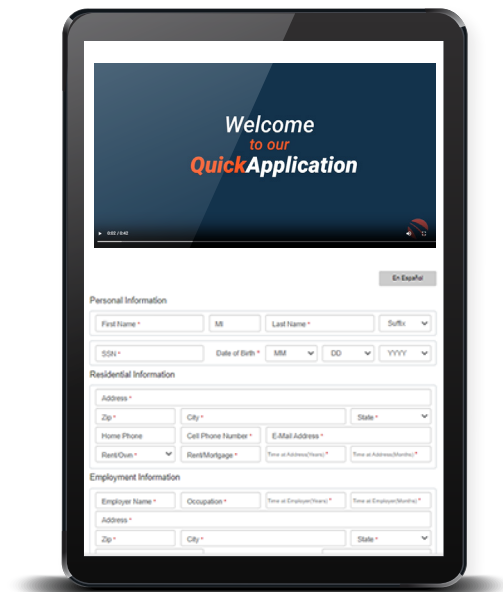 Welcome
to our
QuickApplication
0:02 / 0:40
En Español
Personal Information
First Name * MI Last Name * Suffix
SSN * Date of Birth * MM DD YYYY
Residential Information
Address *
Zip * City * State *
Home Phone Cell Phone Number * E-Mail Address *
Rent/Own * Rent/Mortgage * Time at Address(Years) * Time at Address(Months) *
Employment Information
Employer Name * Occupation * Time at Employer(Years) * Time at Employer(Months) *
Address *
Zip * City * State *